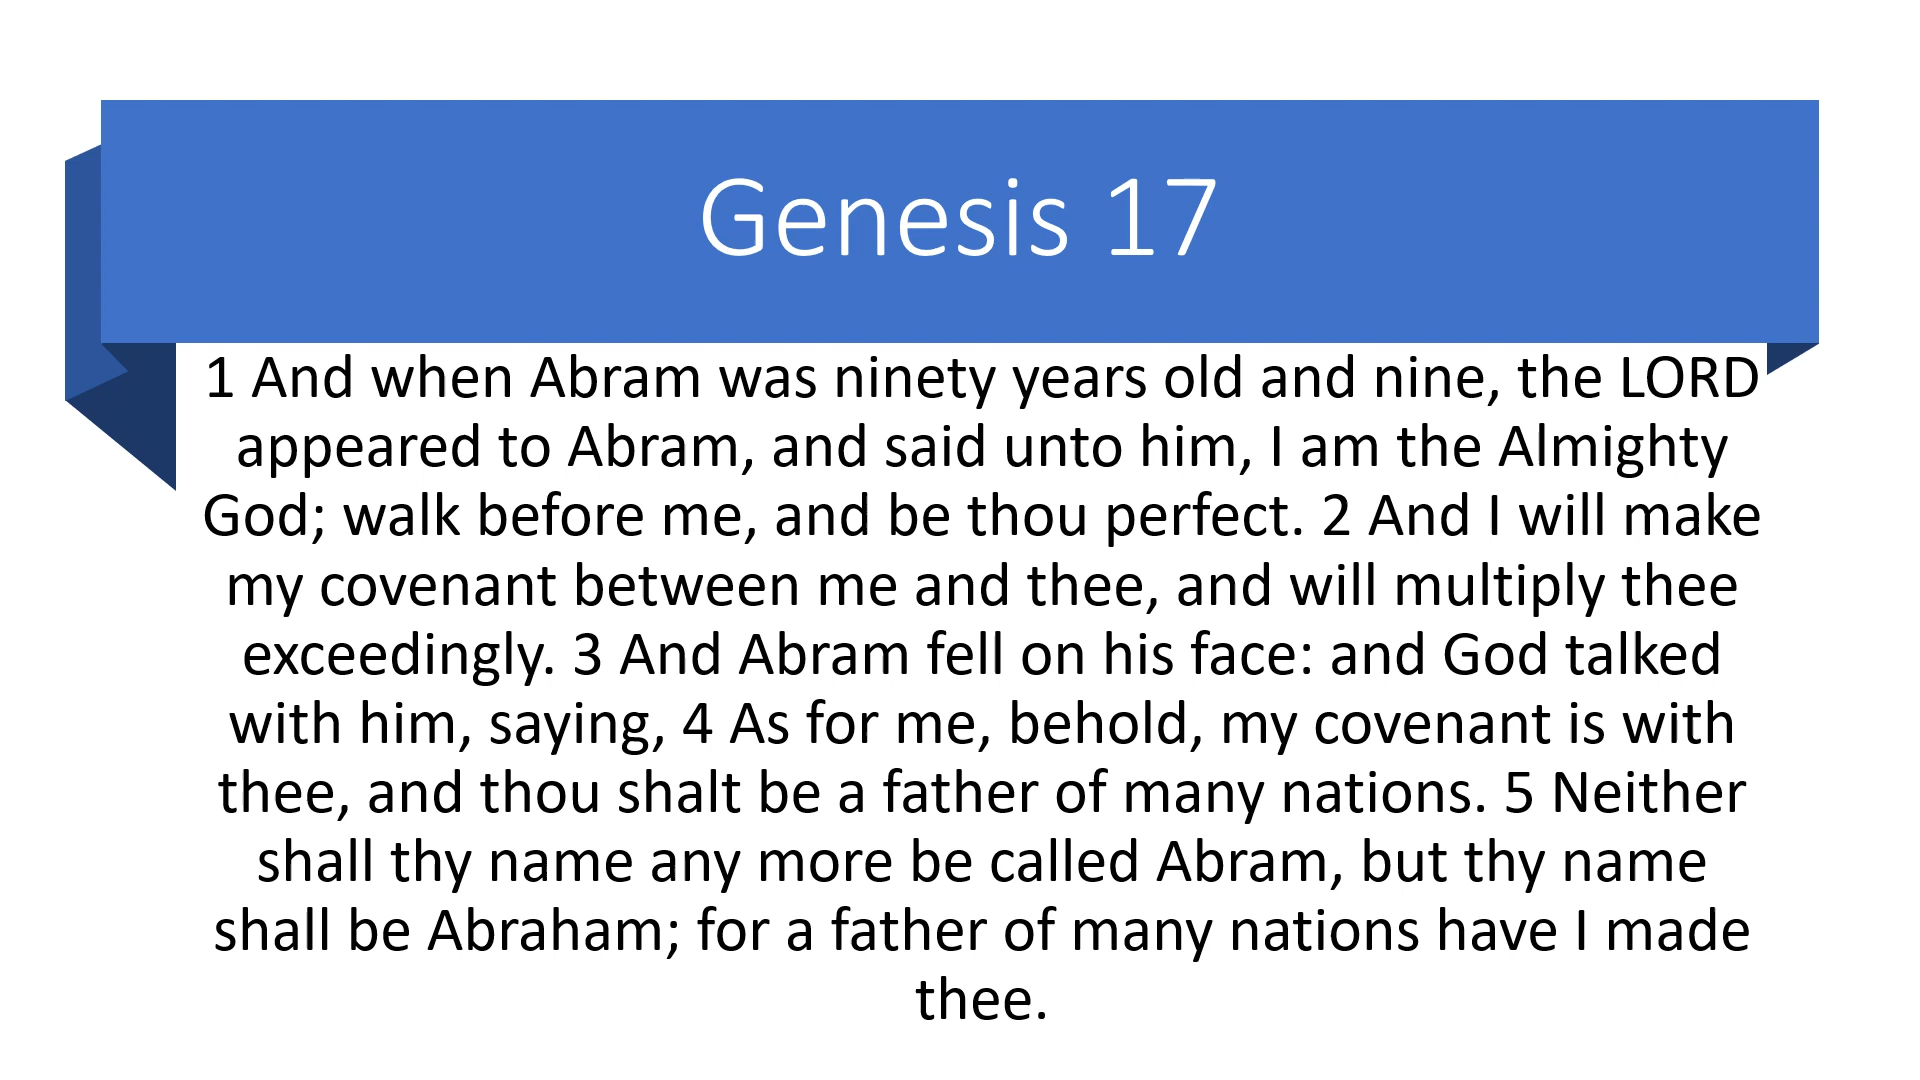 Genesis 17
1 And when Abram was ninety years old and nine, the LORD
appeared to Abram, and said unto him, I am the Almighty
God; walk before me, and be thou perfect. 2 And I will make
my covenant between me and thee, and will multiply thee
exceedingly. 3 And Abram fell on his face: and God talked
with him, saying, 4 As for me, behold, my covenant is with
thee, and thou shalt be a father of many nations. 5 Neither
shall thy name any more be called Abram, but thy name
shall be Abraham; for a father of many nations have I made
thee.